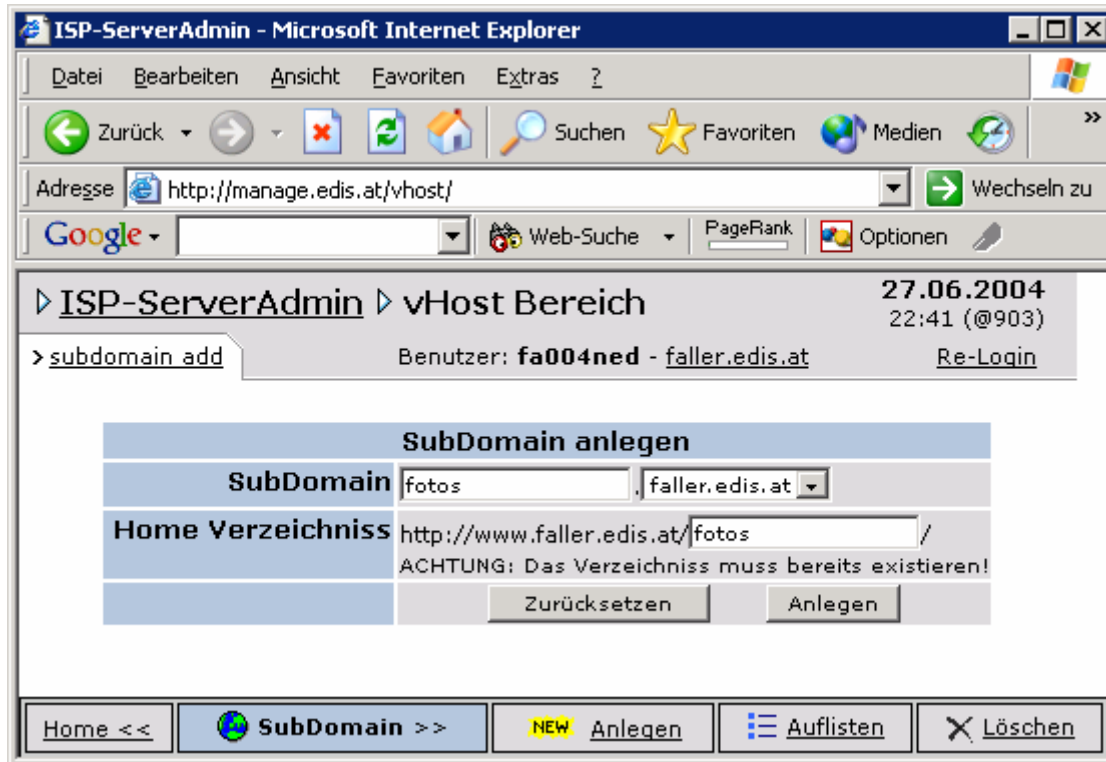 ISP-ServerAdmin - Microsoft Internet Explorer
Datei Bearbeiten Ansicht Favoriten Extras ?
Zurück Suchen Favoriten Medien »
Adresse http://manage.edis.at/vhost/ Wechseln zu
Google Web-Suche PageRank Optionen
ISP-ServerAdmin vHost Bereich 27.06.2004
22:41 (@903)
> subdomain add Benutzer: fa004ned - faller.edis.at Re-Login
SubDomain anlegen
SubDomain fotos . faller.edis.at
Home Verzeichniss http://www.faller.edis.at/ fotos /
ACHTUNG: Das Verzeichniss muss bereits existieren!
Zurücksetzen Anlegen
Home << SubDomain >> NEW Anlegen Auflisten Löschen